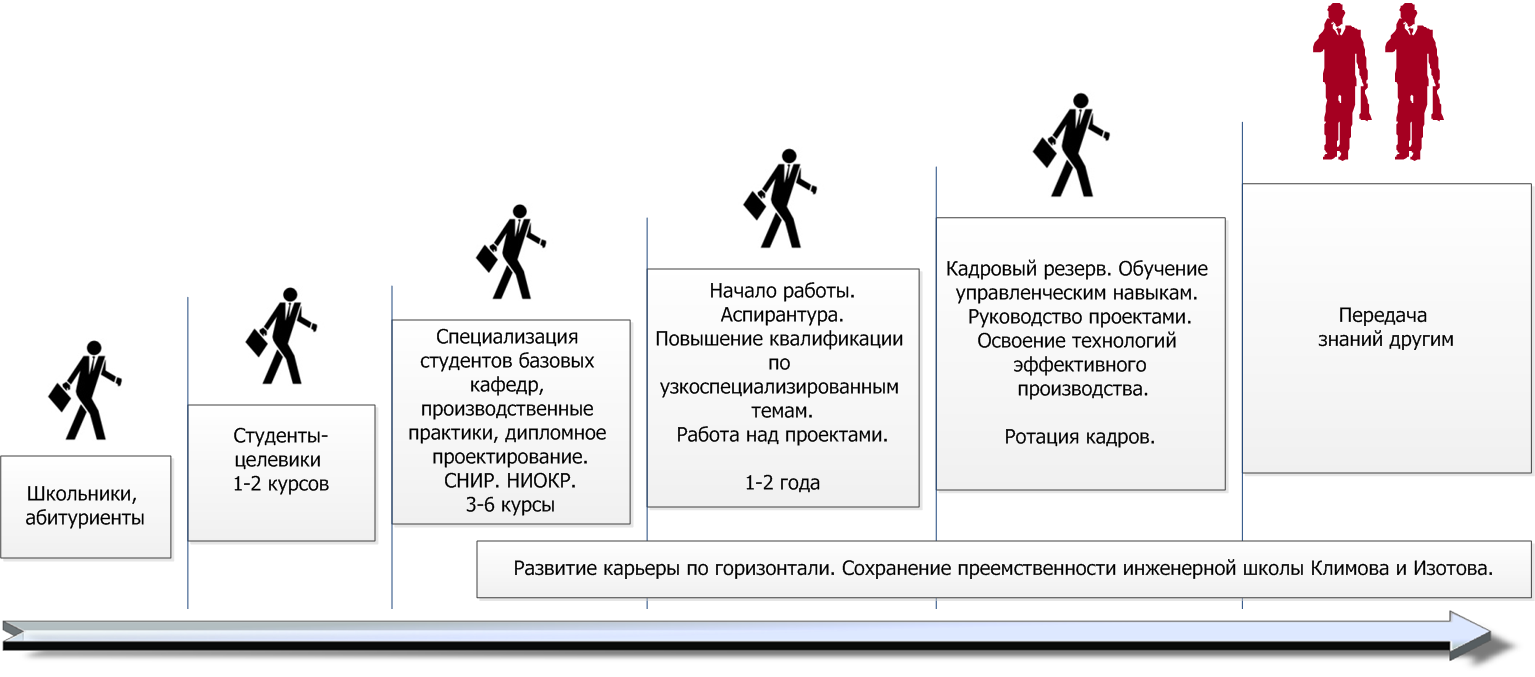 Школьники,
абитуриенты
Студенты-
целевики
1-2 курсов
Специализация
студентов базовых
кафедр,
производственные
практики, дипломное
проектирование.
СНИР. НИОКР.
3-6 курсы
Начало работы.
Аспирантура.
Повышение квалификации
по
узкоспециализированным
темам.
Работа над проектами.
1-2 года
Кадровый резерв. Обучение
управленческим навыкам.
Руководство проектами.
Освоение технологий
эффективного
производства.
Ротация кадров.
Передача
знаний другим
Развитие карьеры по горизонтали. Сохранение преемственности инженерной школы Климова и Изотова.